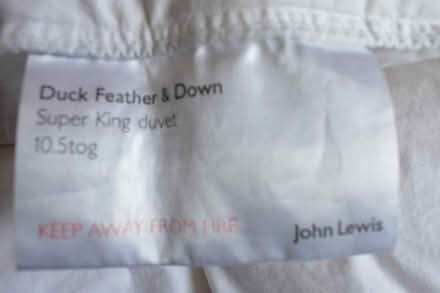 Duck Feather & Down
Super King duvet
10.5tog
KEEP AWAY FROM FIRE
John Lewis